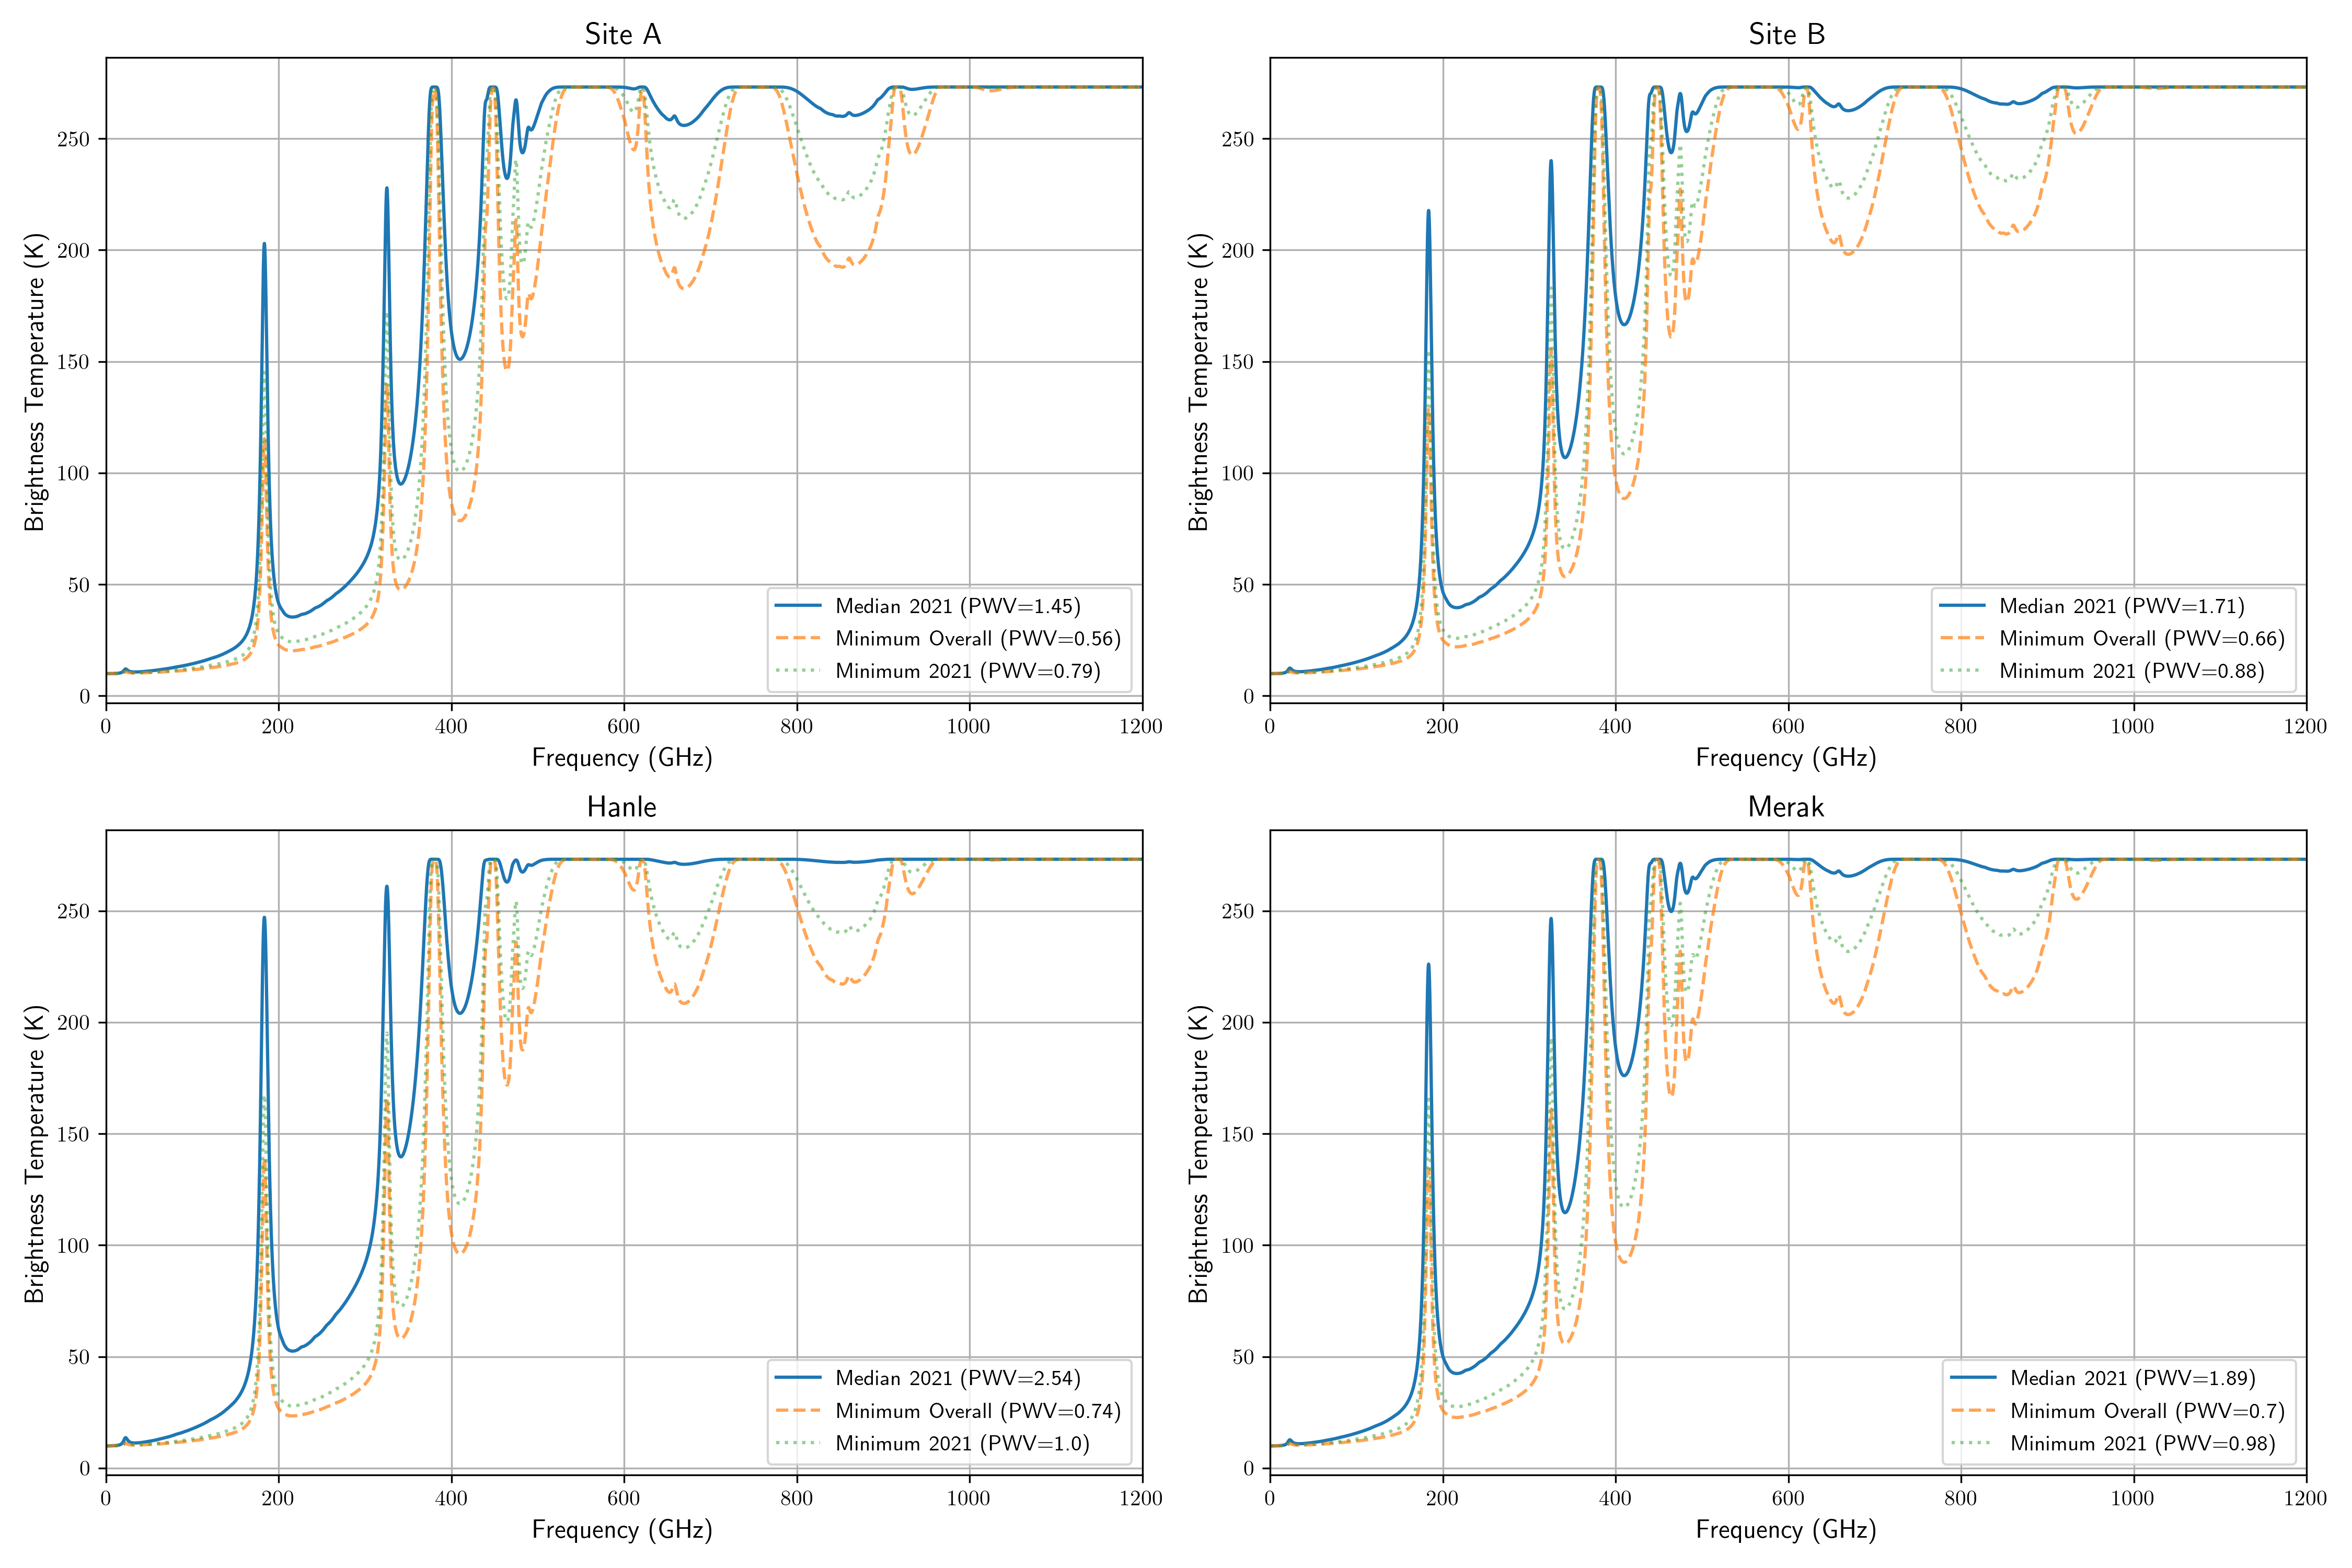 Site A
Brightness Temperature (K)
250
200
150
100
50
0
Median 2021 (PWV=1.45)
Minimum Overall (PWV=0.56)
Minimum 2021 (PWV=0.79)
0 200 400 600 800 1000 1200
Frequency (GHz)
Site B
Brightness Temperature (K)
250
200
150
100
50
0
Median 2021 (PWV=1.71)
Minimum Overall (PWV=0.66)
Minimum 2021 (PWV=0.88)
0 200 400 600 800 1000 1200
Frequency (GHz)
Hanle
Brightness Temperature (K)
250
200
150
100
50
0
Median 2021 (PWV=2.54)
Minimum Overall (PWV=0.74)
Minimum 2021 (PWV=1.0)
0 200 400 600 800 1000 1200
Frequency (GHz)
Merak
Brightness Temperature (K)
250
200
150
100
50
0
Median 2021 (PWV=1.89)
Minimum Overall (PWV=0.7)
Minimum 2021 (PWV=0.98)
0 200 400 600 800 1000 1200
Frequency (GHz)